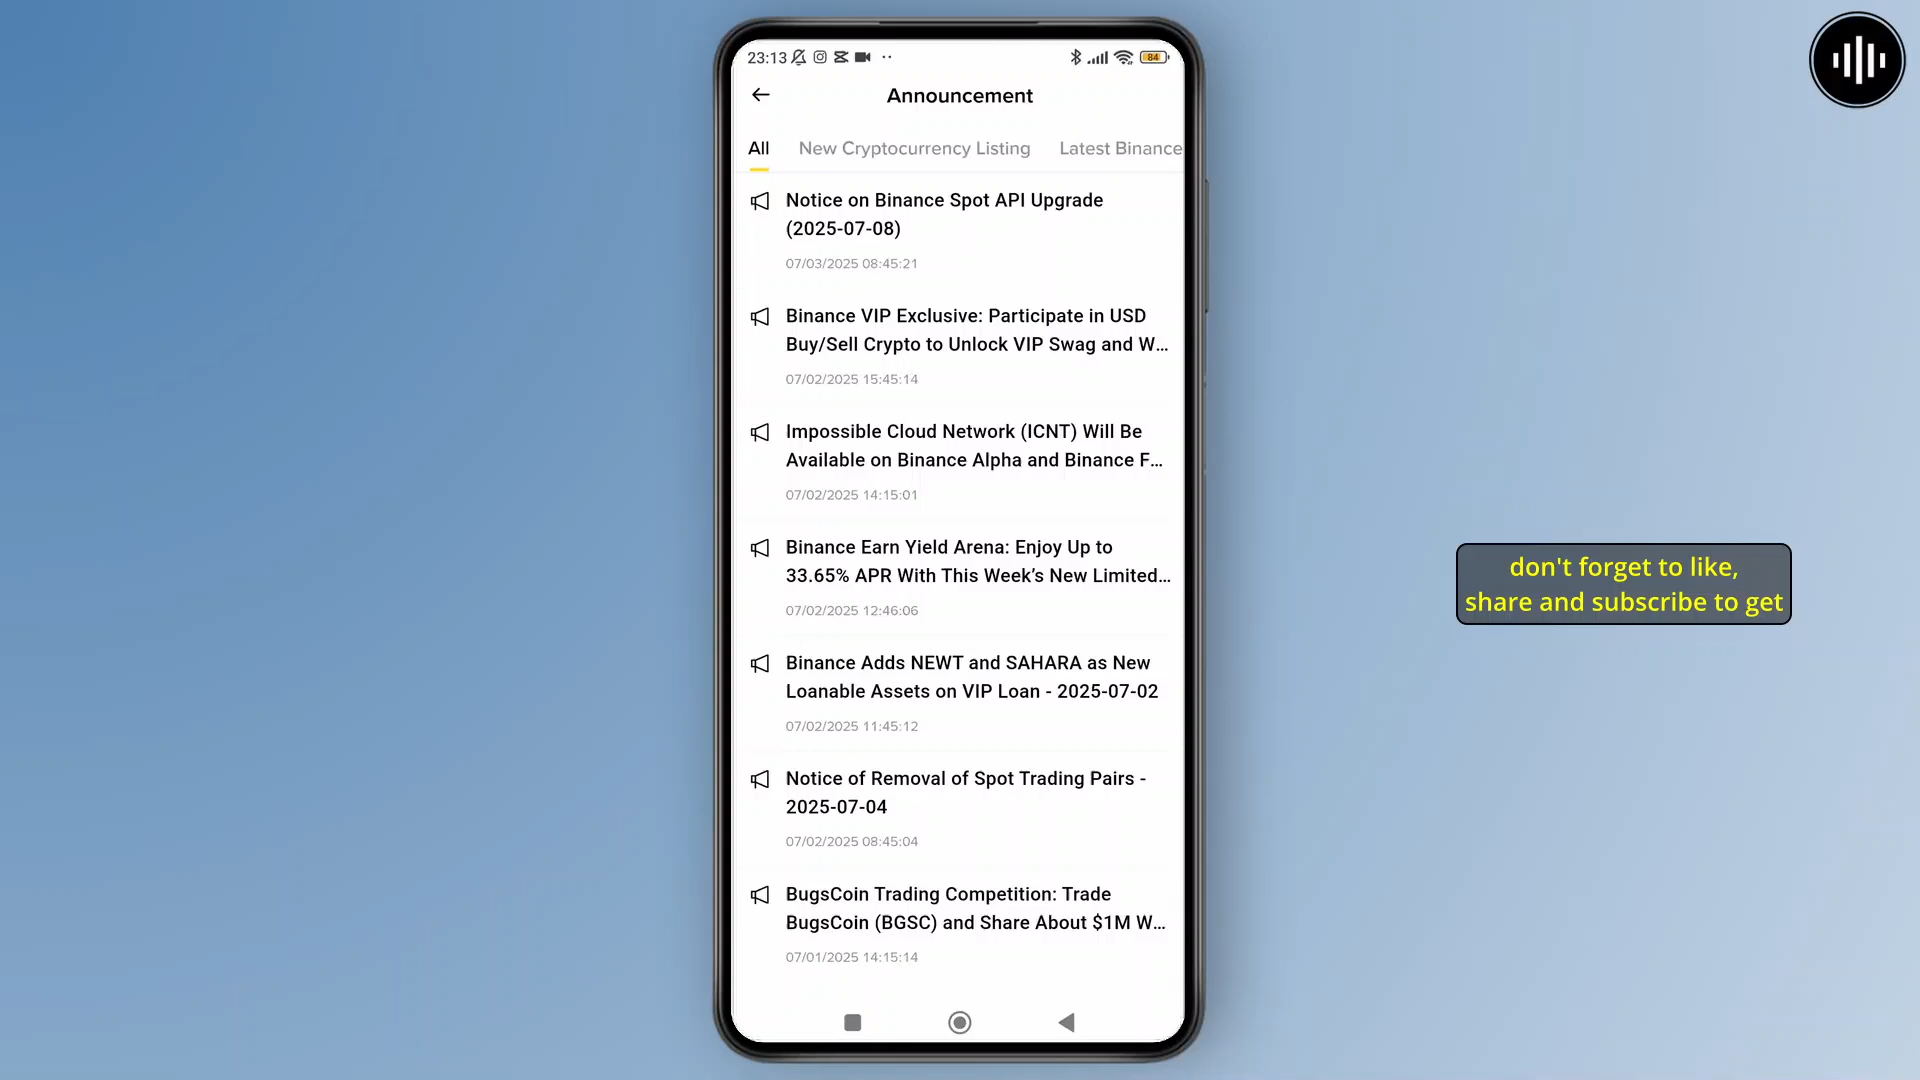 23:13
84
Announcement
All
New Cryptocurrency Listing
Latest Binance
Notice on Binance Spot API Upgrade
(2025-07-08)
07/03/2025 08:45:21
Binance VIP Exclusive: Participate in USD
Buy/Sell Crypto to Unlock VIP Swag and W...
07/02/2025 15:45:14
Impossible Cloud Network (ICNT) Will Be
Available on Binance Alpha and Binance F...
07/02/2025 14:15:01
Binance Earn Yield Arena: Enjoy Up to
33.65% APR With This Week’s New Limited...
07/02/2025 12:46:06
Binance Adds NEWT and SAHARA as New
Loanable Assets on VIP Loan - 2025-07-02
07/02/2025 11:45:12
Notice of Removal of Spot Trading Pairs -
2025-07-04
07/02/2025 08:45:04
BugsCoin Trading Competition: Trade
BugsCoin (BGSC) and Share About $1M W...
07/01/2025 14:15:14
don't forget to like,
share and subscribe to get